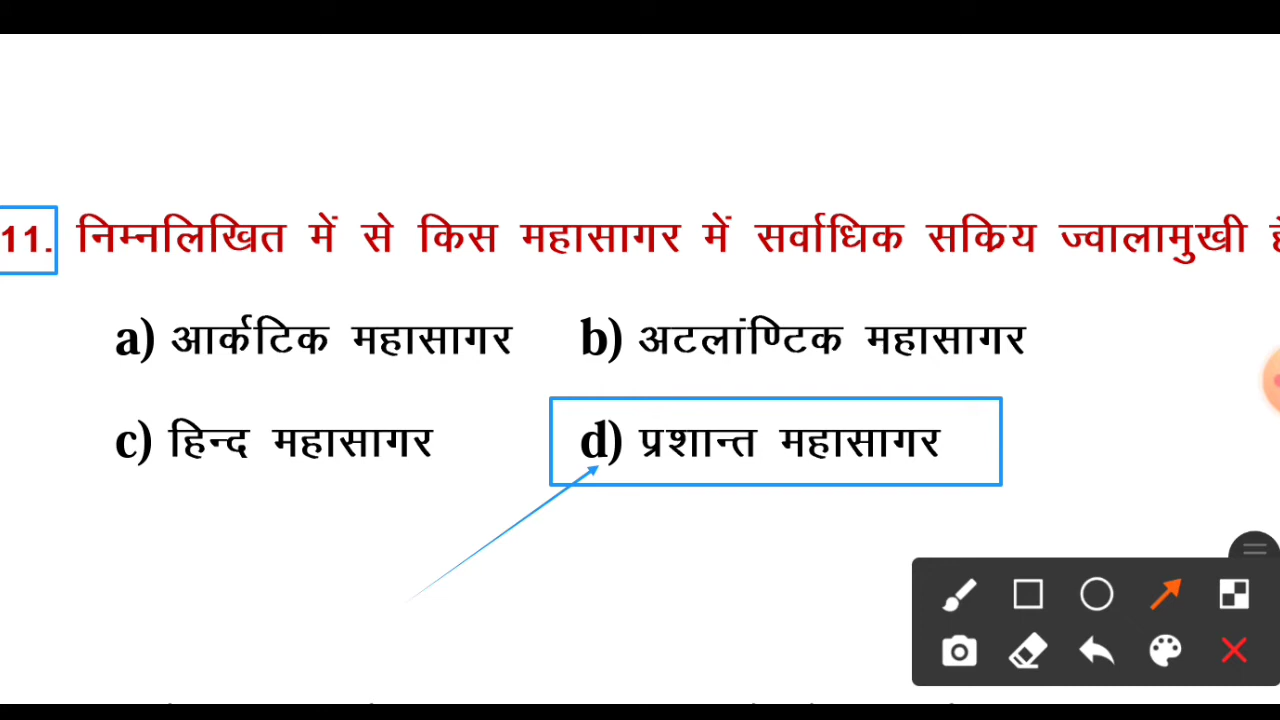 11. निम्नलिखित में से किस महासागर में सर्वाधिक सकिय ज्वालामुखी
a) आर्कटिक महासागर b) अटलांण्टिक महासागर
c) हिन्द महासागर d) प्रशान्त महासागर